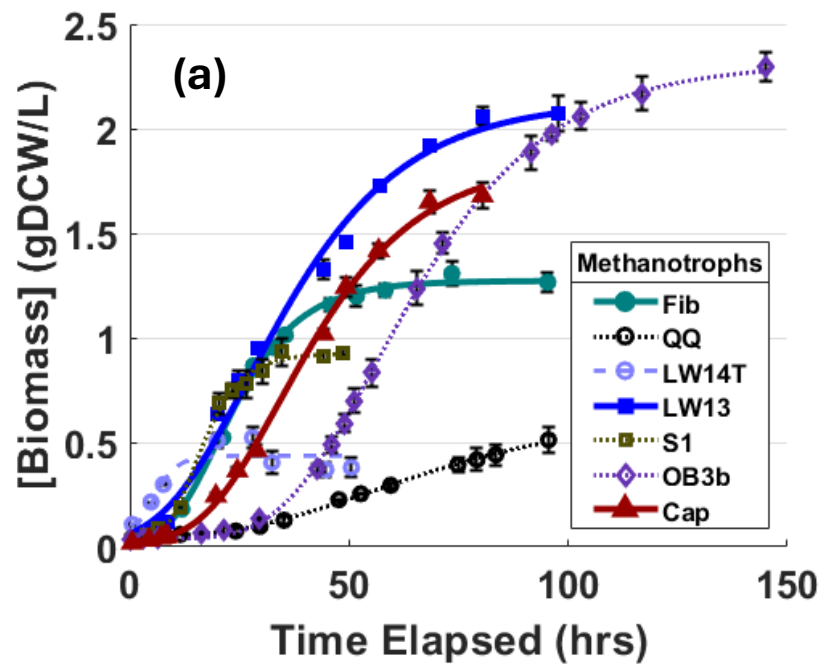 (a)
[Biomass] (gDCW/L)
2.5
2
1.5
1
0.5
0
0 50 100 150
Time Elapsed (hrs)
Methanotrophs
Fib
QQ
LW14T
LW13
S1
OB3b
Cap